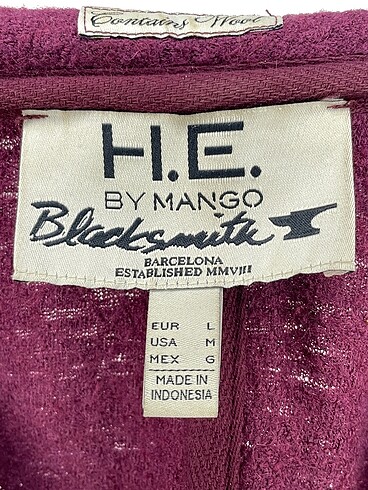 Contains Wool
H.E.
BY MANGO
Blacksmith
BARCELONA
ESTABLISHED MMVIII
EUR L
USA M
MEX G
MADE IN
INDONESIA